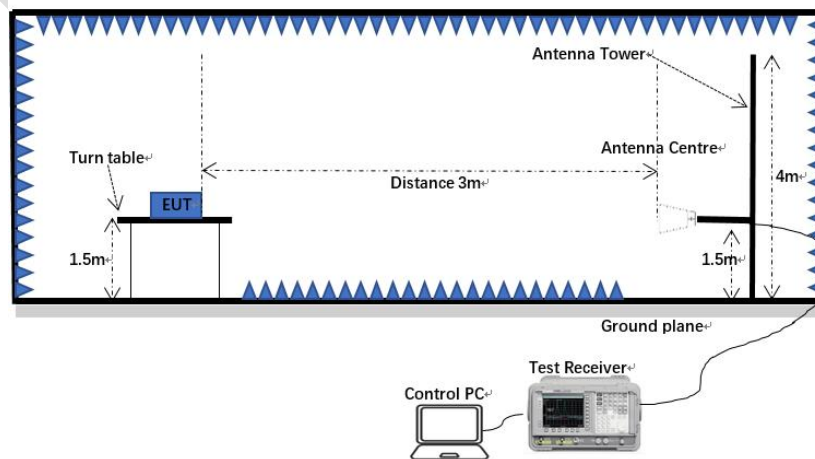 Antenna Tower
Turn table
Antenna Centre
Distance 3m
4m
EUT
1.5m
1.5m
Ground plane
Test Receiver
Control PC